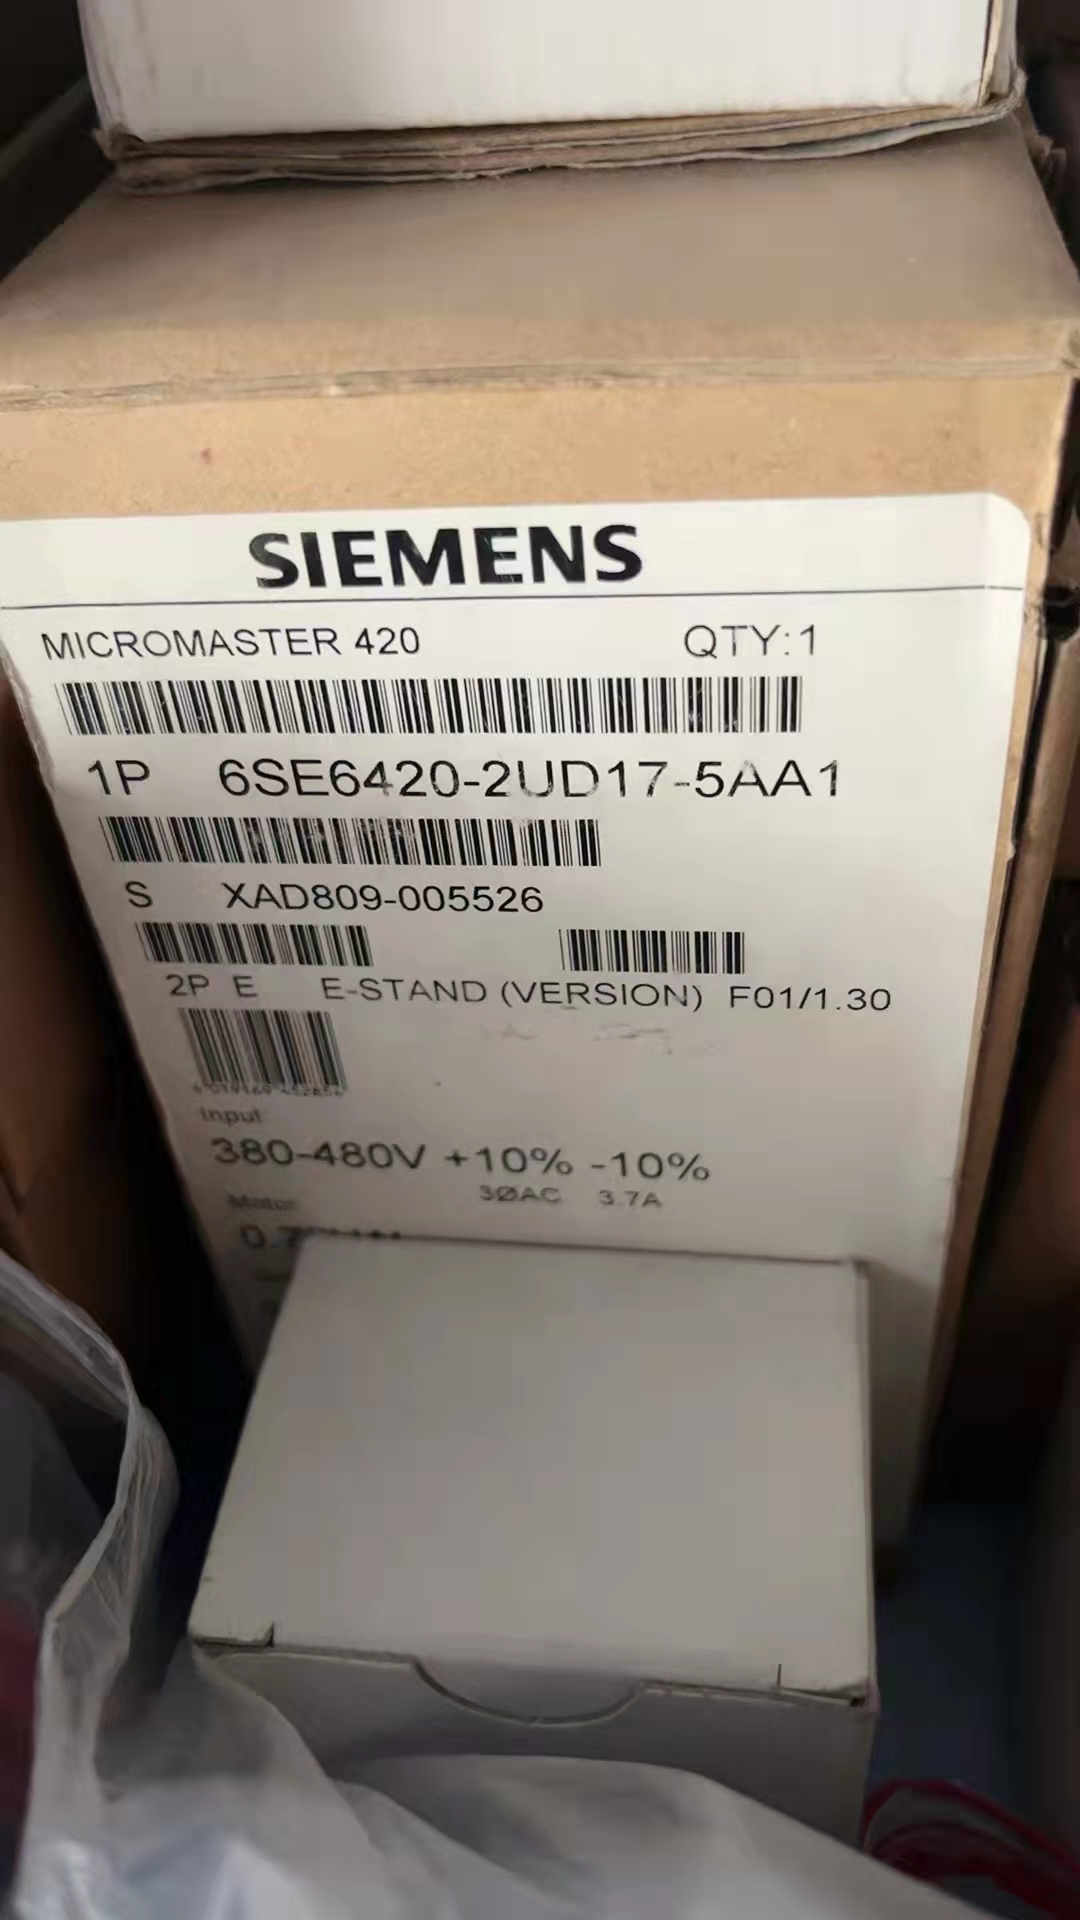 SIEMENS
MICROMASTER 420 QTY:1
1P 6SE6420-2UD17-5AA1
S XAD809-005526
2P E E-STAND (VERSION) F01/1.30
Input
380-480V +10% -10%
3ØAC 3.7A
Motor